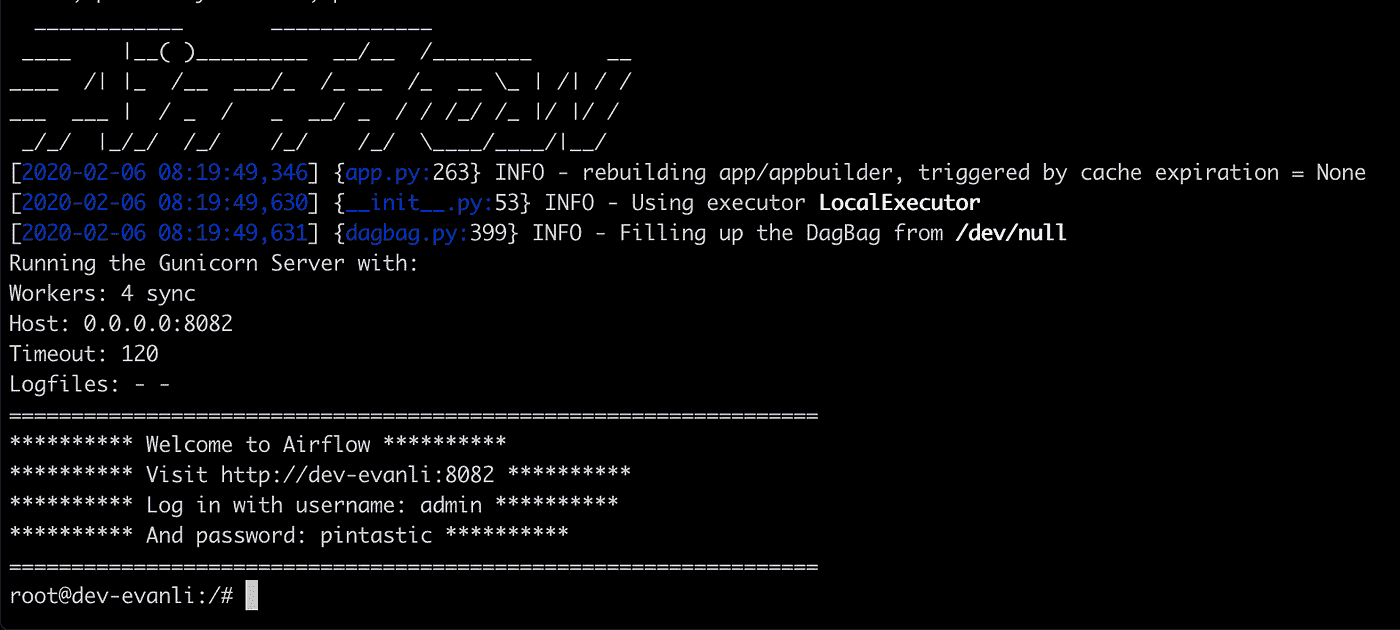 ____________       _____________
 ____    |__( )_________  __/__  /________      __
____  /| |_  /__  ___/_  /_ __  /_  __ \_ | /| / /
___  ___ |  / _  /   _  __/ _  / / /_/ /_ |/ |/ /
 _/_/  |_/_/  /_/    /_/    /_/  \____/____/|__/
[2020-02-06 08:19:49,346] {app.py:263} INFO - rebuilding app/appbuilder, triggered by cache expiration = None
[2020-02-06 08:19:49,630] {__init__.py:53} INFO - Using executor LocalExecutor
[2020-02-06 08:19:49,631] {dagbag.py:399} INFO - Filling up the DagBag from /dev/null
Running the Gunicorn Server with:
Workers: 4 sync
Host: 0.0.0.0:8082
Timeout: 120
Logfiles: - -
=================================================================
********** Welcome to Airflow **********
********** Visit http://dev-evanli:8082 **********
********** Log in with username: admin **********
********** And password: pintastic **********
=================================================================
root@dev-evanli:/#